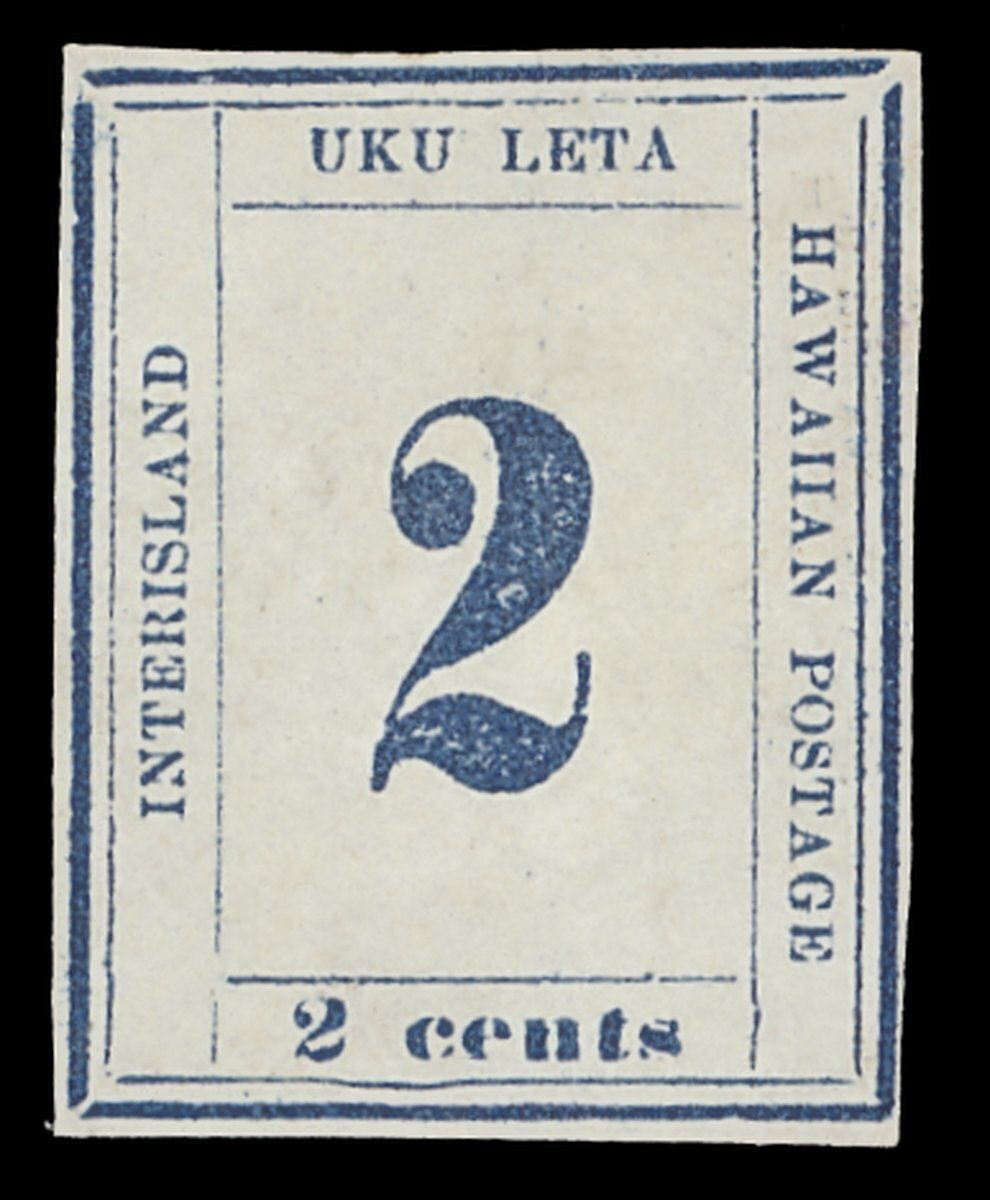 UKU LETA
INTERISLAND
2
HAWAIIAN POSTAGE
2 cents